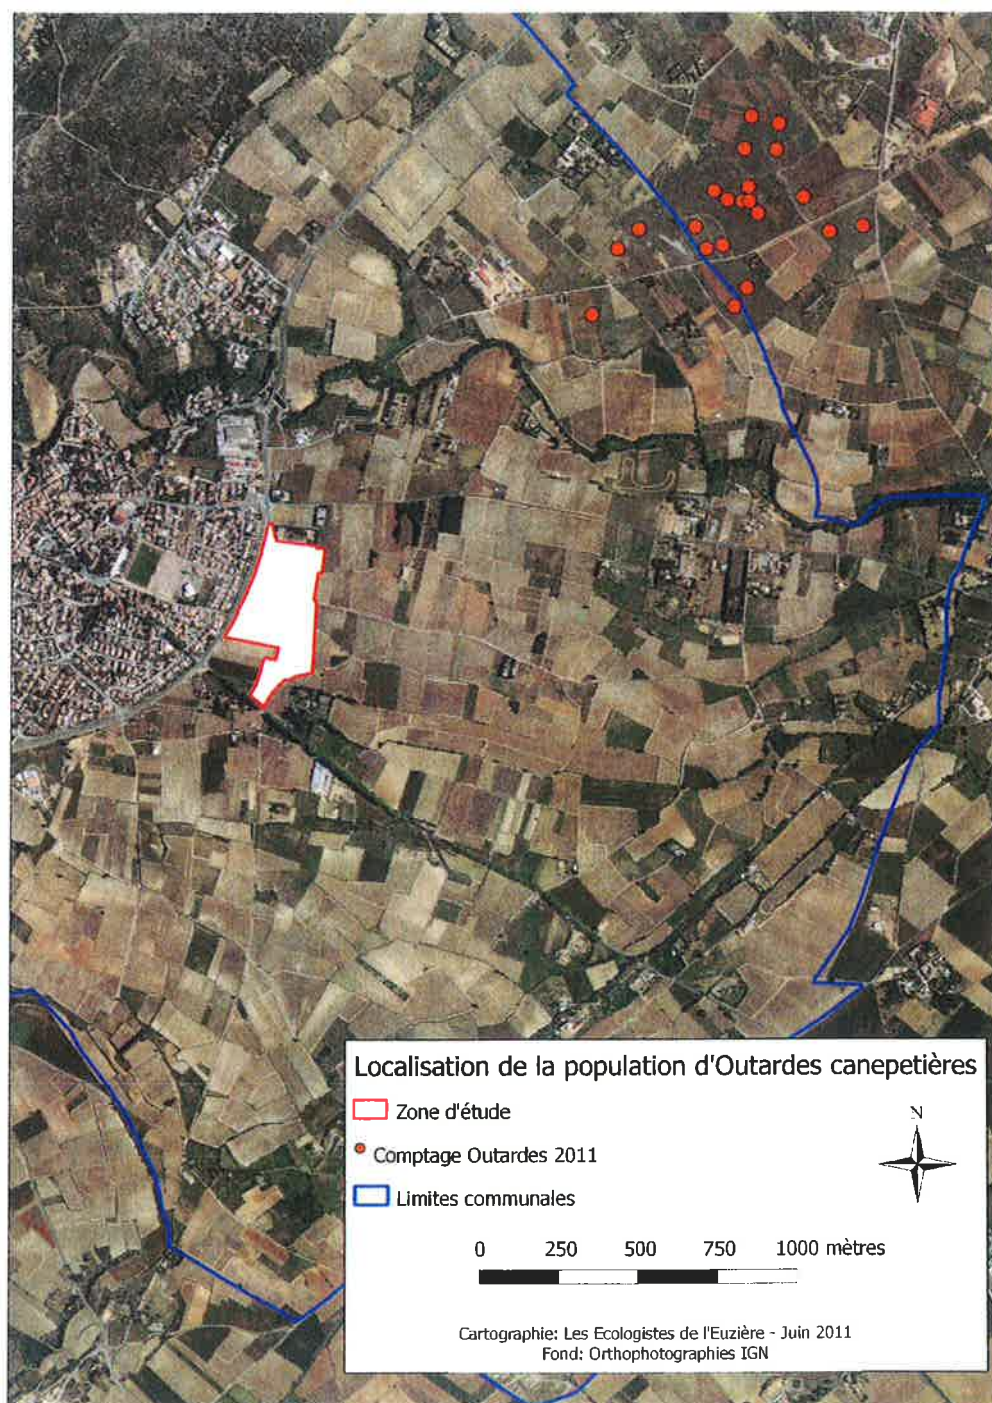 Localisation de la population d'Outardes canepetières
Zone d'étude
Comptage Outardes 2011
Limites communales
N
0 250 500 750 1000 mètres
Cartographie: Les Ecologistes de l'Euzière - Juin 2011
Fond: Orthophotographies IGN